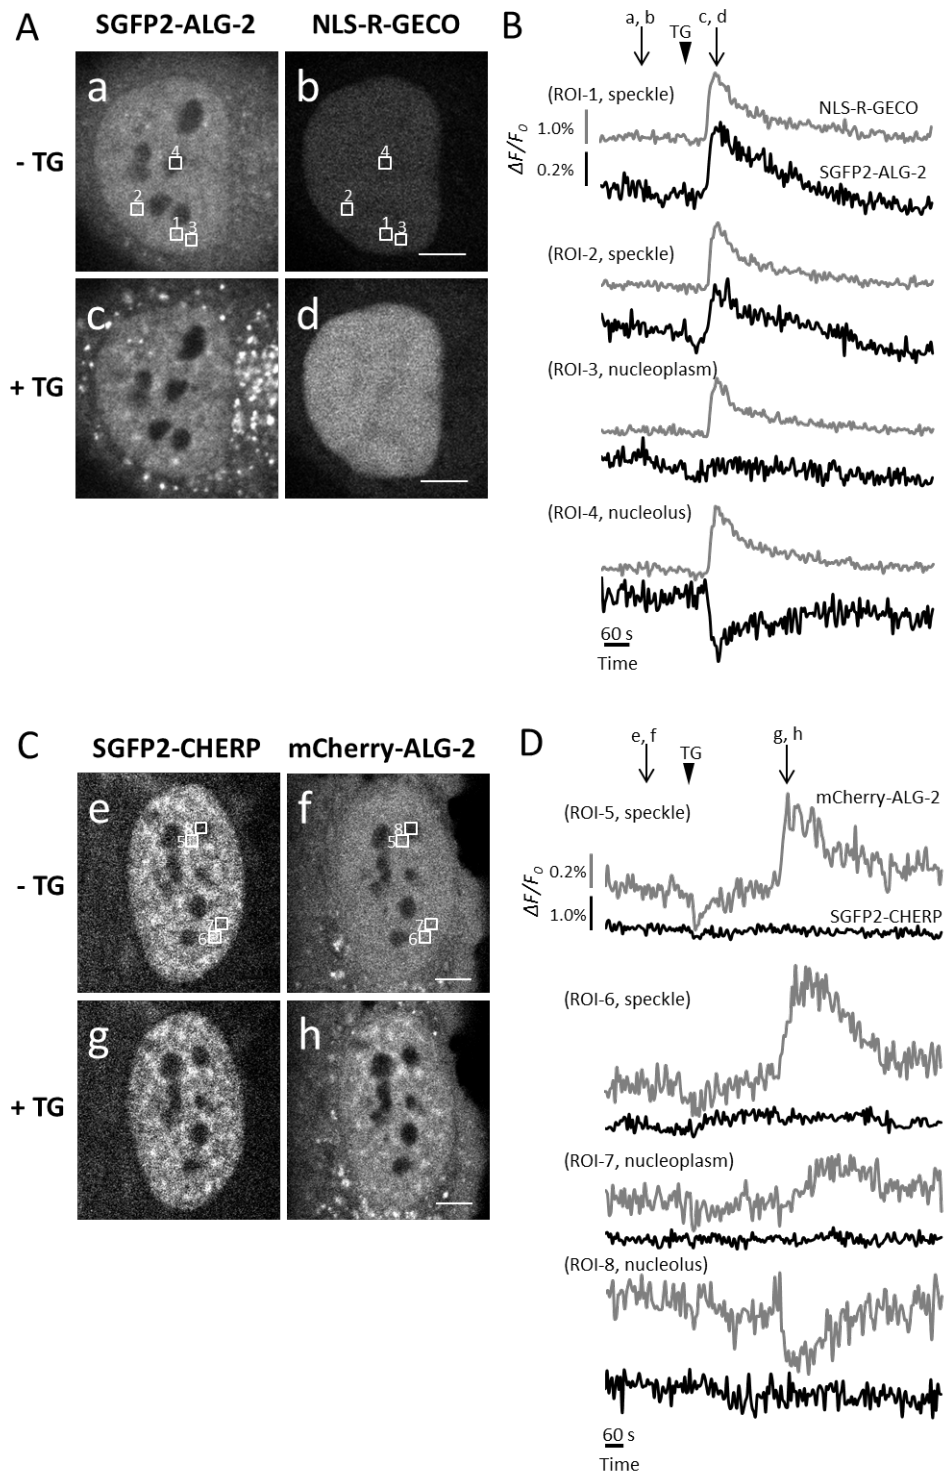 A
SGFP2-ALG-2
NLS-R-GECO
- TG
a
4
2
1
3
b
4
2
1
3
+ TG
c
d
B
a, b
TG
c, d
(ROI-1, speckle)
NLS-R-GECO
1.0%
0.2%
ΔF/F0
SGFP2-ALG-2
(ROI-2, speckle)
(ROI-3, nucleoplasm)
(ROI-4, nucleolus)
60 s
Time
C
SGFP2-CHERP
mCherry-ALG-2
- TG
e
8
5
7
6
f
8
5
7
6
+ TG
g
h
D
e, f
TG
g, h
(ROI-5, speckle)
mCherry-ALG-2
0.2%
1.0%
ΔF/F0
SGFP2-CHERP
(ROI-6, speckle)
(ROI-7, nucleoplasm)
(ROI-8, nucleolus)
60 s
Time